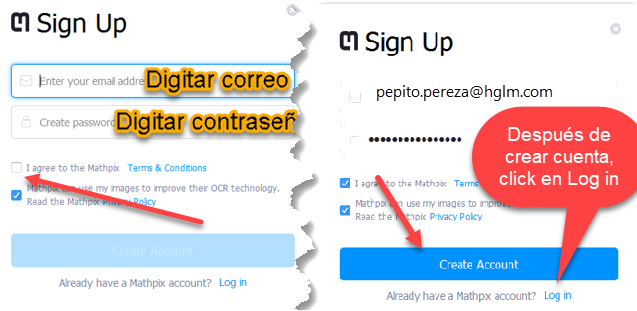 Sign Up
Enter your email addre
Digitar correo
Create password
Digitar contraseñ
I agree to the Mathpix Terms & Conditions
Mathpix can use my images to improve their OCR technology.
Read the Mathpix Privacy Policy
Create Account
Already have a Mathpix account? Log in
Sign Up
pepito.pereza@hglm.com
Después de
crear cuenta,
click en Log in
I agree to the Mathpix Terms
Mathpix can use my images to improve
Read the Mathpix Privacy Policy
Create Account
Already have a Mathpix account? Log in